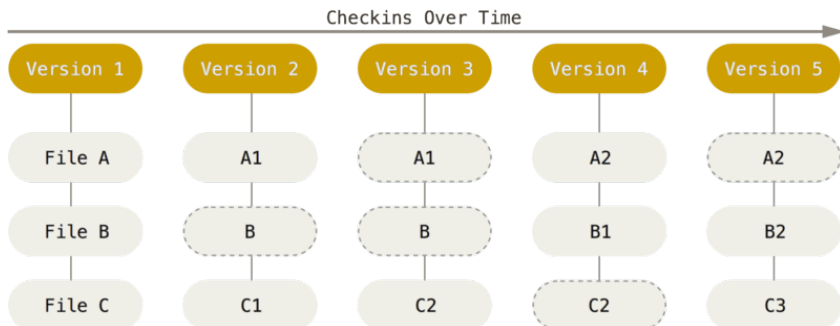 Checkins Over Time
Version 1 Version 2 Version 3 Version 4 Version 5
File A A1 A1 A2 A2
File B B B B1 B2
File C C1 C2 C2 C3